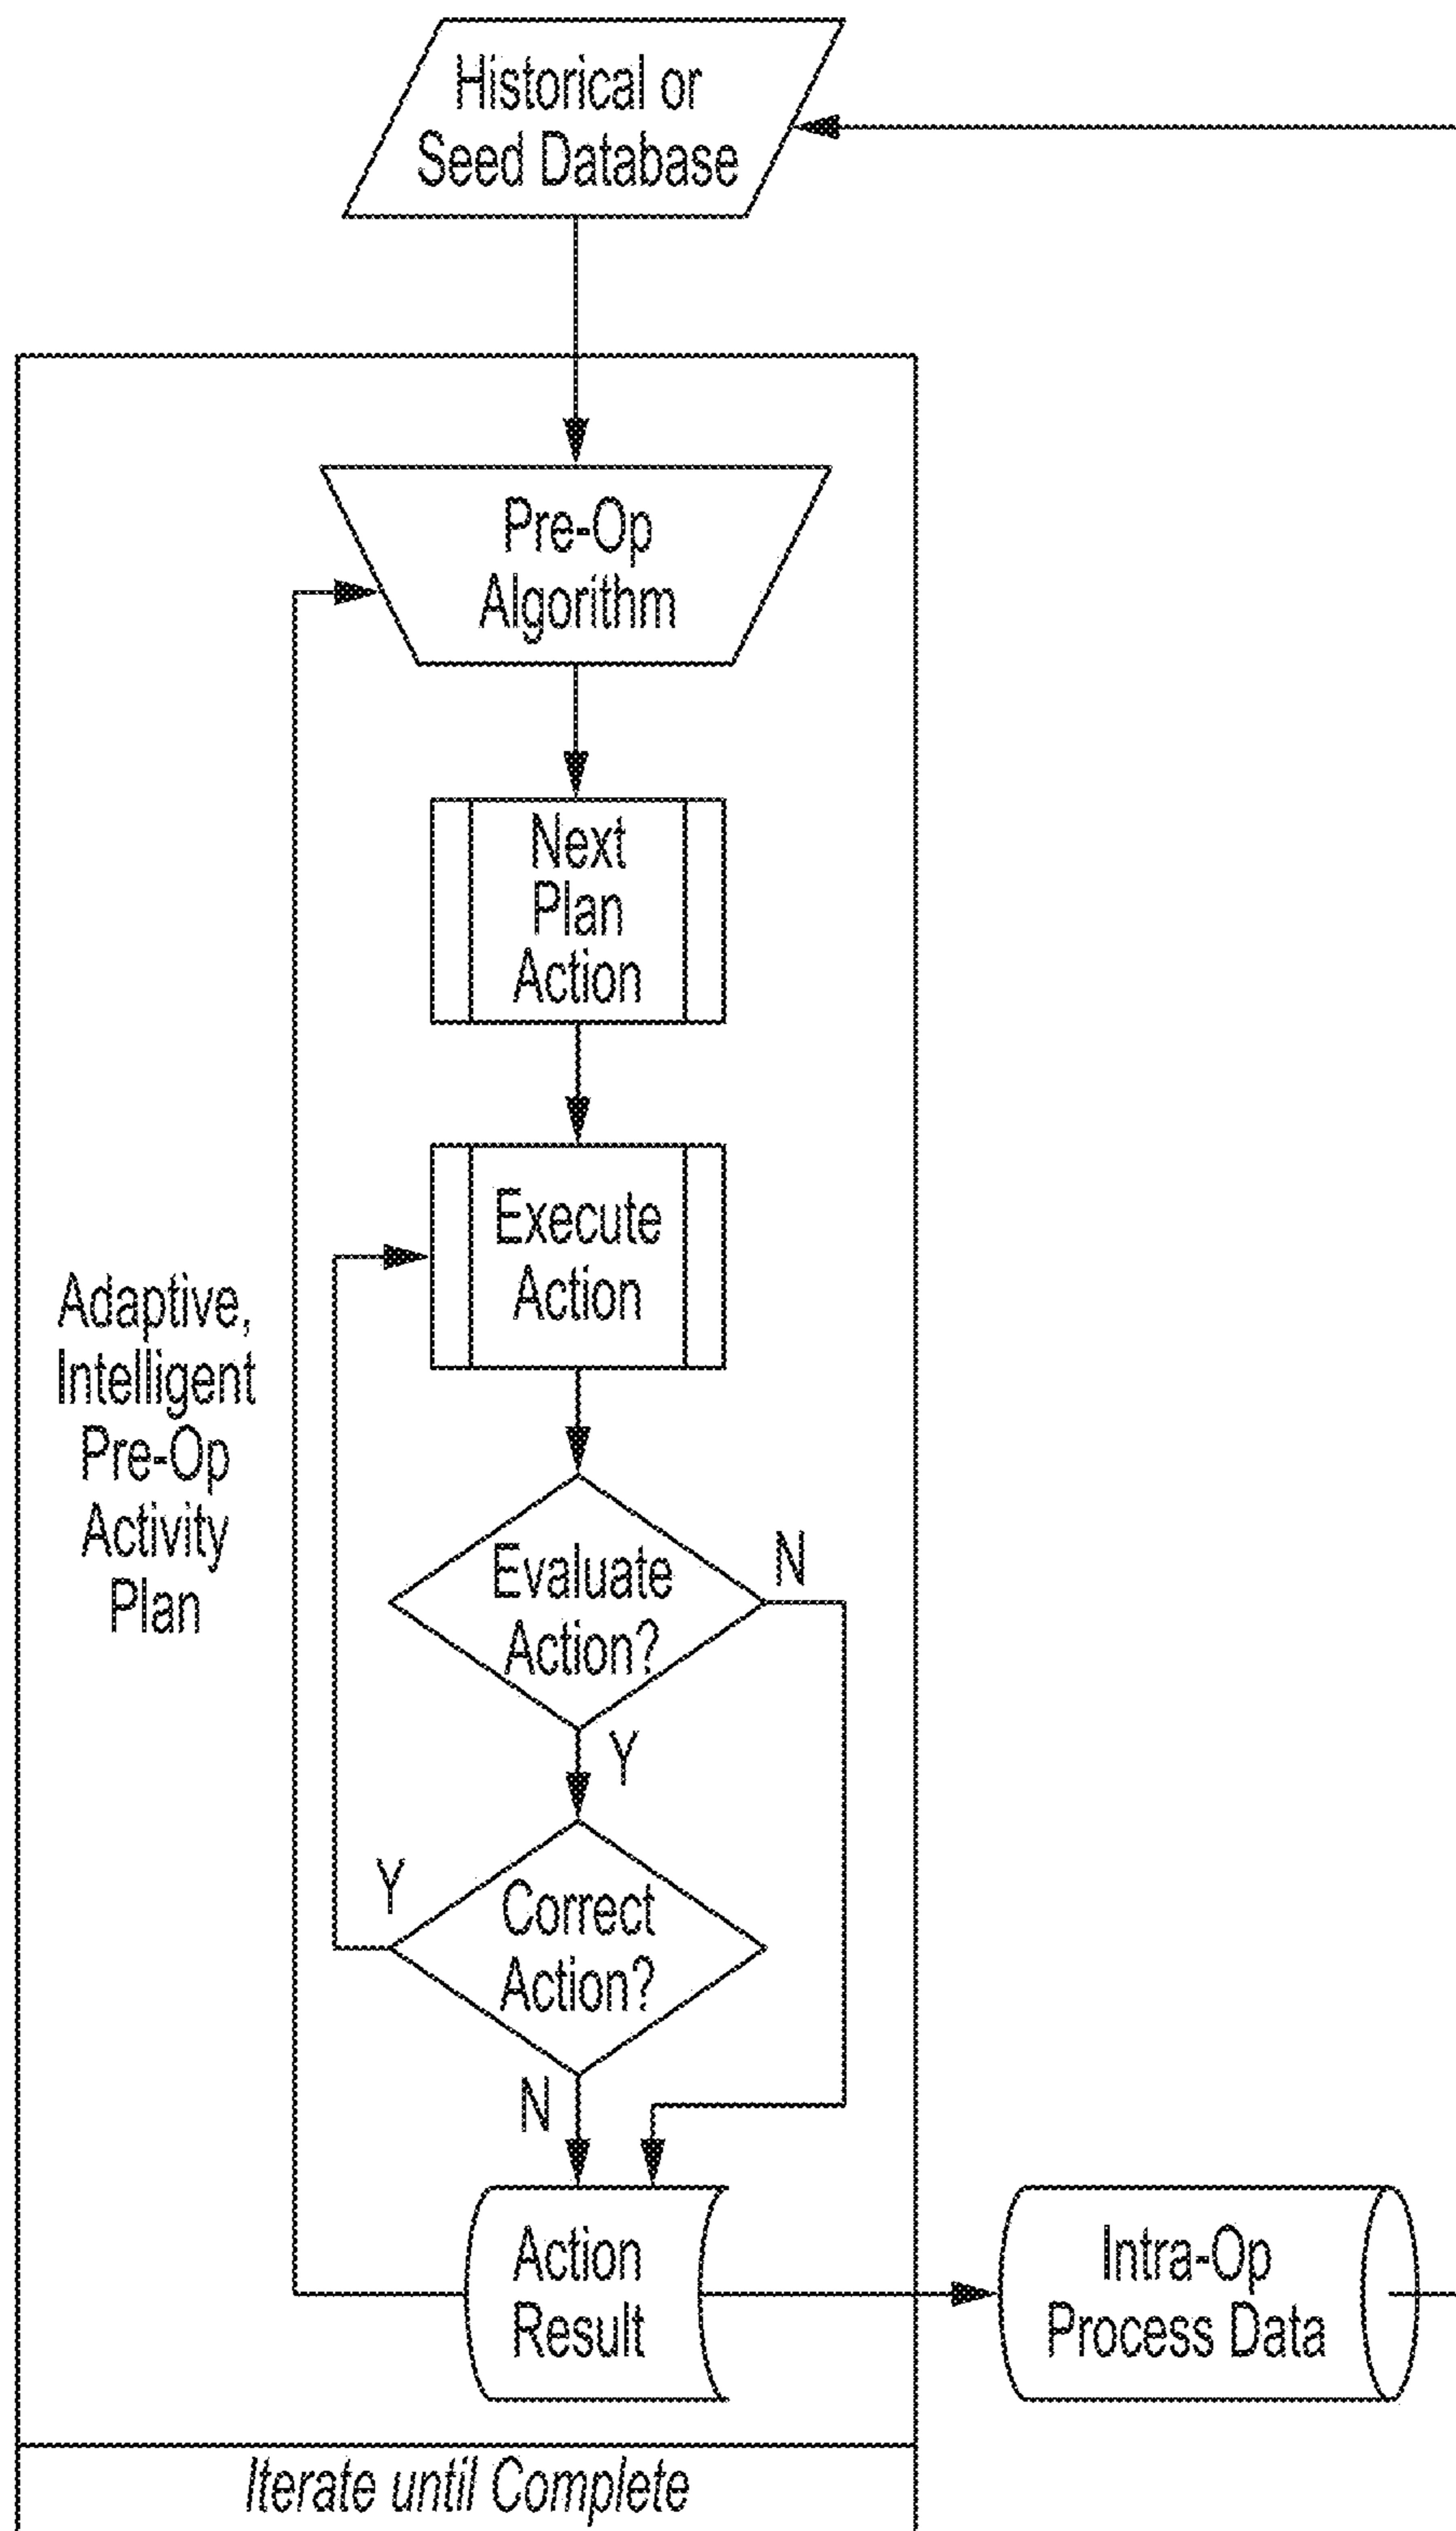 Historical or
Seed Database
Pre-Op
Algorithm
Next
Plan
Action
Execute
Action
Adaptive,
Intelligent
Pre-Op
Activity
Plan
Evaluate
Action?
N
Y
Correct
Action?
Y
N
Action
Result
Intra-Op
Process Data
Iterate until Complete